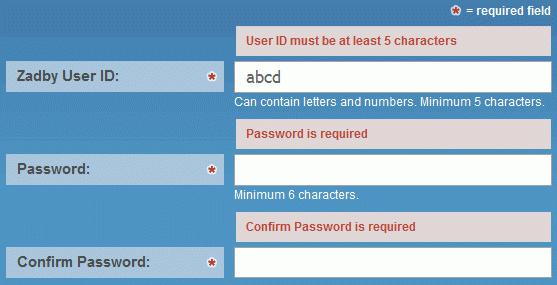 * = required field
User ID must be at least 5 characters
Zadby User ID: * abcd
Can contain letters and numbers. Minimum 5 characters.
Password is required
Password: *
Minimum 6 characters.
Confirm Password is required
Confirm Password: *